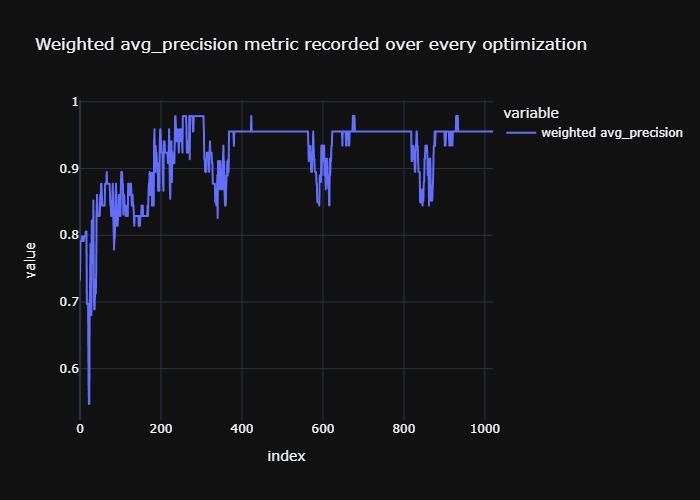 Weighted avg_precision metric recorded over every optimization
variable
weighted avg_precision
value
1
0.9
0.8
0.7
0.6
0
200
400
600
800
1000
index